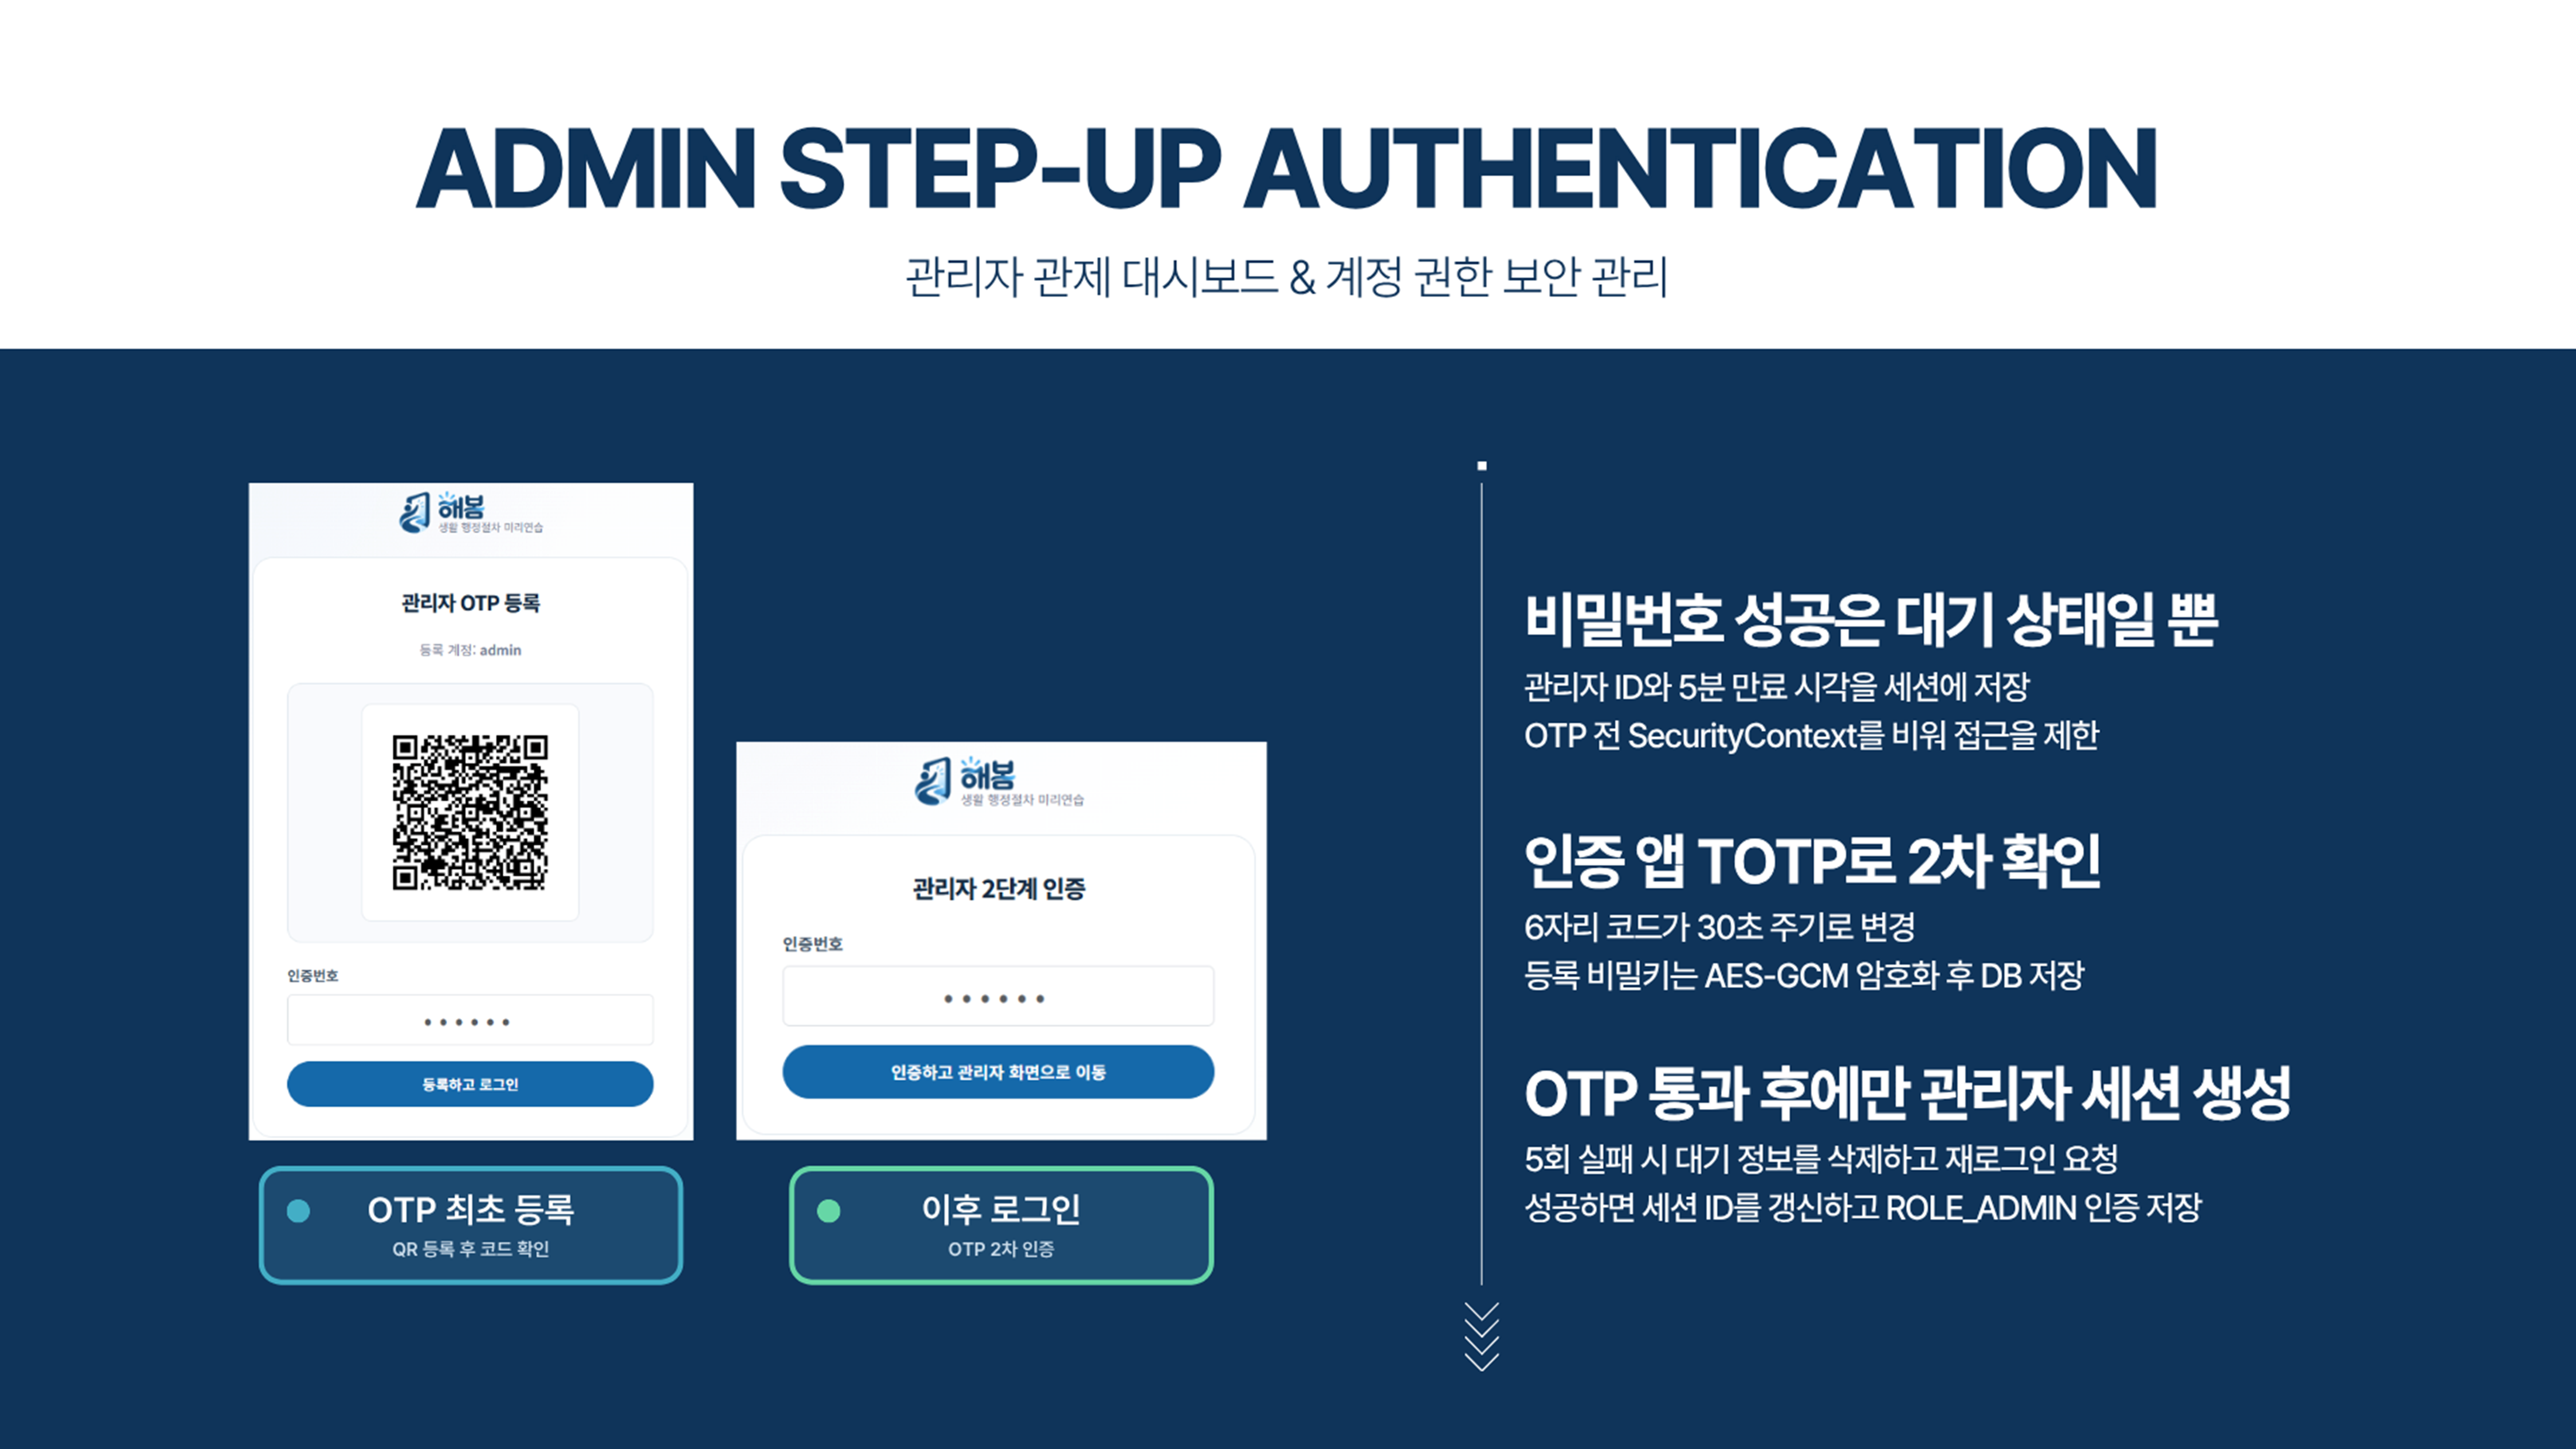 ADMIN STEP-UP AUTHENTICATION
관리자 관제 대시보드 & 계정 권한 보안 관리
해봄
생활 행정절차 미리연습
관리자 OTP 등록
등록 계정: admin
인증번호
등록하고 로그인
OTP 최초 등록
QR 등록 후 코드 확인
해봄
생활 행정절차 미리연습
관리자 2단계 인증
인증번호
인증하고 관리자 화면으로 이동
이후 로그인
OTP 2차 인증
비밀번호 성공은 대기 상태일 뿐
관리자 ID와 5분 만료 시각을 세션에 저장
OTP 전 SecurityContext를 비워 접근을 제한
인증 앱 TOTP로 2차 확인
6자리 코드가 30초 주기로 변경
등록 비밀키는 AES-GCM 암호화 후 DB 저장
OTP 통과 후에만 관리자 세션 생성
5회 실패 시 대기 정보를 삭제하고 재로그인 요청
성공하면 세션 ID를 갱신하고 ROLE_ADMIN 인증 저장